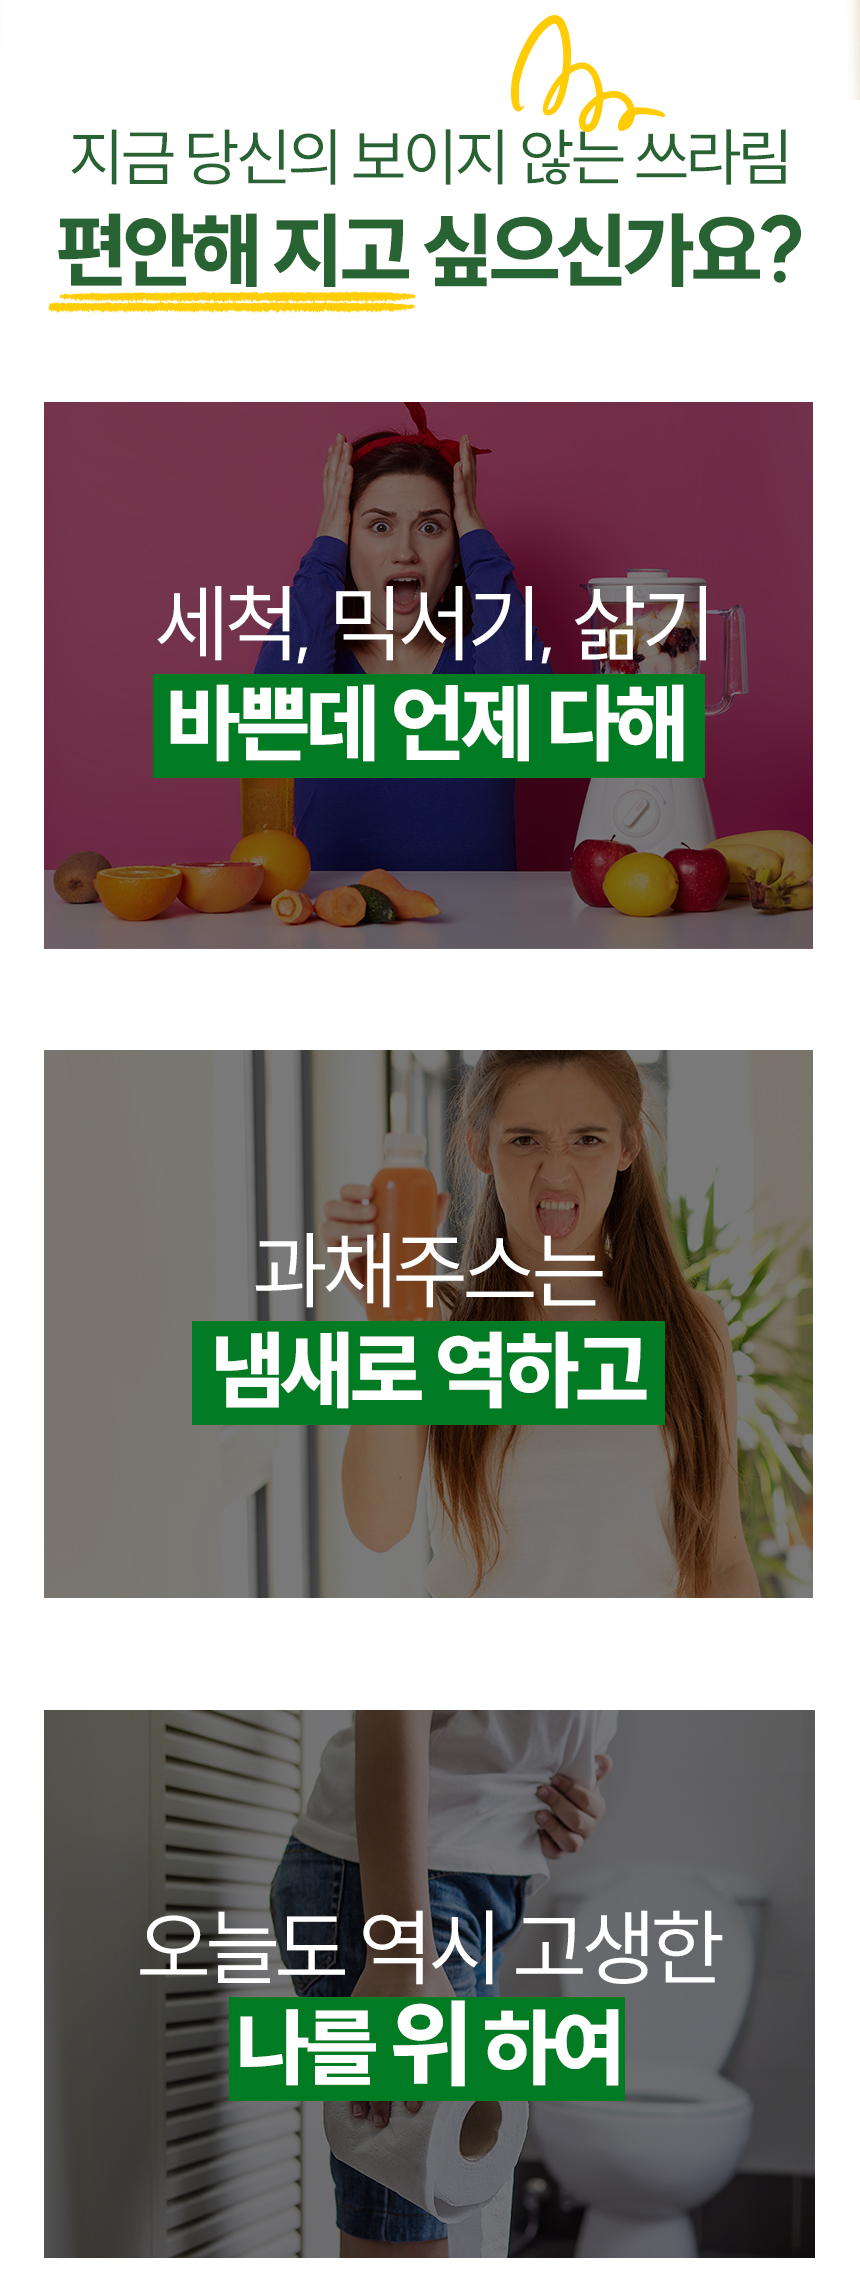 지금 당신의 보이지 않는 쓰라림
편안해 지고 싶으신가요?
세척, 믹서기, 삶기
바쁜데 언제 다해
과채주스는
냄새로 역하고
오늘도 역시 고생한
나를 위 하여